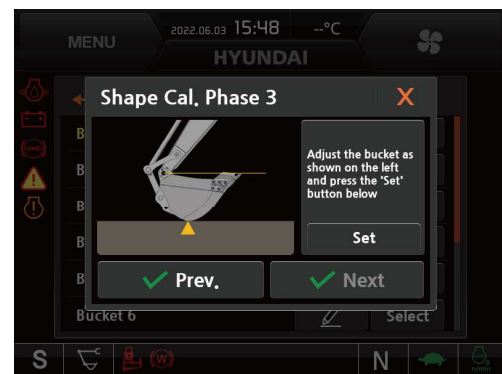 MENU
2022.06.03 15:48
--°C
HYUNDAI
Shape Cal. Phase 3
X
Adjust the bucket as
shown on the left
and press the 'Set'
button below
Set
Prev.
Next
B
B
B
B
B
Bucket 6
Select
S
(W)
N